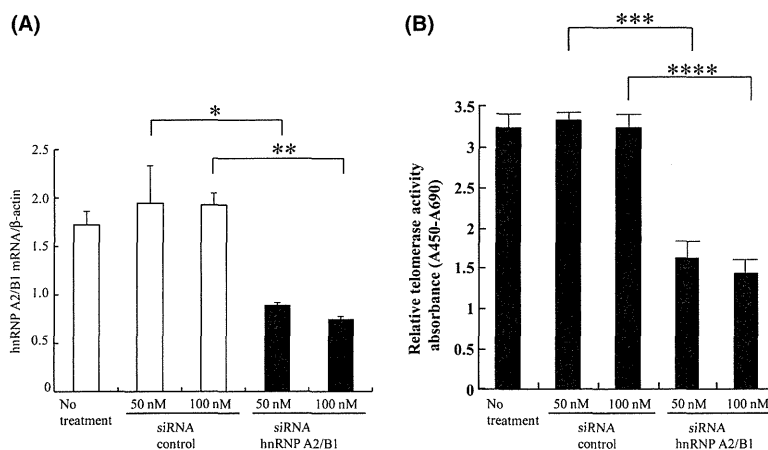 (A)
*
**
2.5
2.0
1.5
1.0
0.5
0
hnRNP A2/B1 mRNA/β-actin
No treatment
50 nM 100 nM
siRNA control
50 nM 100 nM
siRNA hnRNP A2/B1
(B)
***
****
3.5
3
2.5
2
1.5
1
0.5
0
Relative telomerase activity
absorbance (A450-A690)
No treatment
50 nM 100 nM
siRNA control
50 nM 100 nM
siRNA hnRNP A2/B1